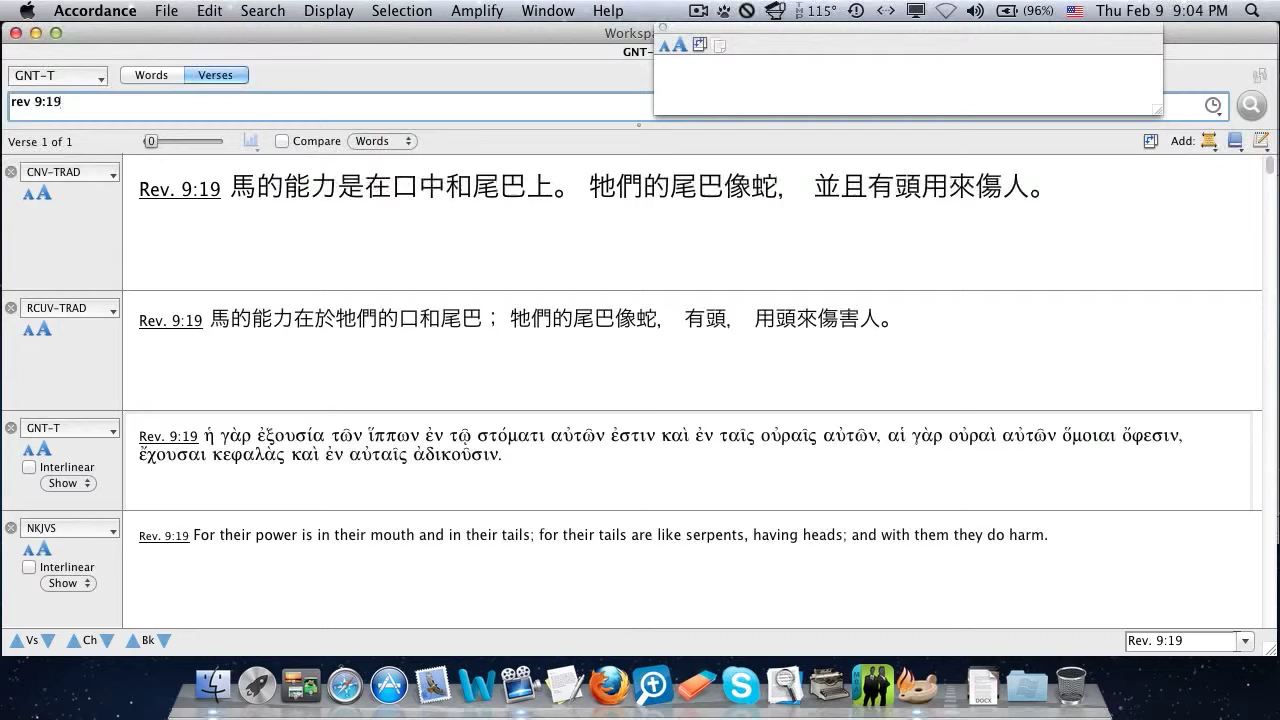 Accordance File Edit Search Display Selection Amplify Window Help 115° (96%) Thu Feb 9 9:04 PM
Workspa
GNT-
GNT-T Words Verses
rev 9:19
Verse 1 of 1 0 Compare Words Add:
CNV-TRAD
Rev. 9:19 馬的能力是在口中和尾巴上。 牠們的尾巴像蛇, 並且有頭用來傷人。
RCUV-TRAD
Rev. 9:19 馬的能力在於牠們的口和尾巴; 牠們的尾巴像蛇, 有頭, 用頭來傷害人。
GNT-T
Rev. 9:19 ἡ γὰρ ἐξουσία τῶν ἵππων ἐν τῷ στόματι αὐτῶν ἐστιν καὶ ἐν ταῖς οὐραῖς αὐτῶν, αἱ γὰρ οὐραὶ αὐτῶν ὅμοιαι ὄφεσιν,
ἔχουσαι κεφαλὰς καὶ ἐν αὐταῖς ἀδικοῦσιν.
Interlinear
Show
NKJVS
Rev. 9:19 For their power is in their mouth and in their tails; for their tails are like serpents, having heads; and with them they do harm.
Interlinear
Show
Vs Ch Bk Rev. 9:19
DOCX